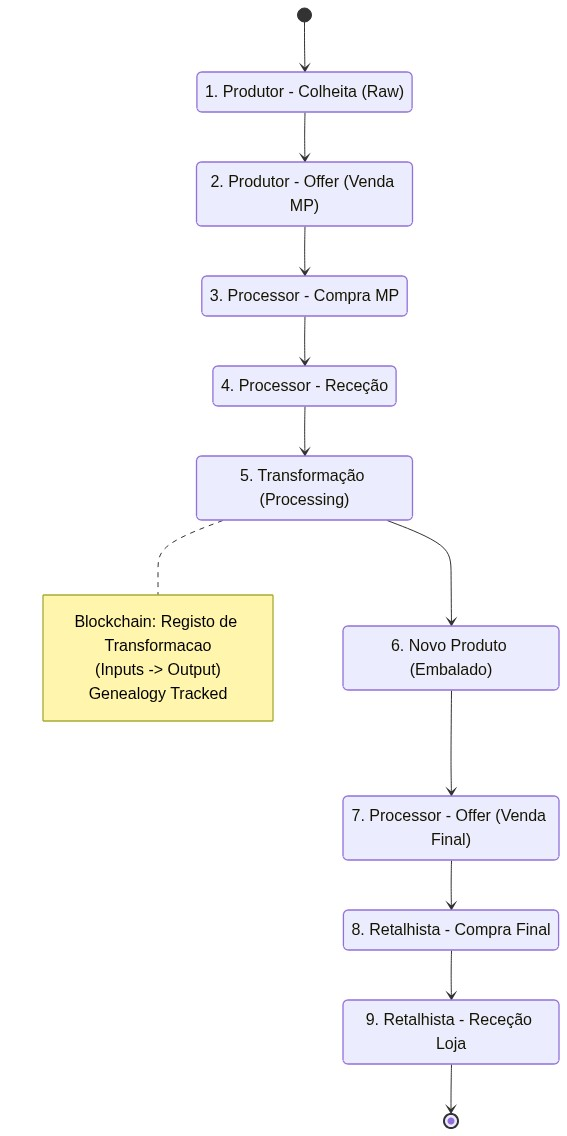 1. Produtor - Colheita (Raw)
2. Produtor - Offer (Venda
MP)
3. Processor - Compra MP
4. Processor - Receção
5. Transformação
(Processing)
Blockchain: Registo de
Transformacao
(Inputs -> Output)
Genealogy Tracked
6. Novo Produto
(Embalado)
7. Processor - Offer (Venda
Final)
8. Retalhista - Compra Final
9. Retalhista - Receção
Loja